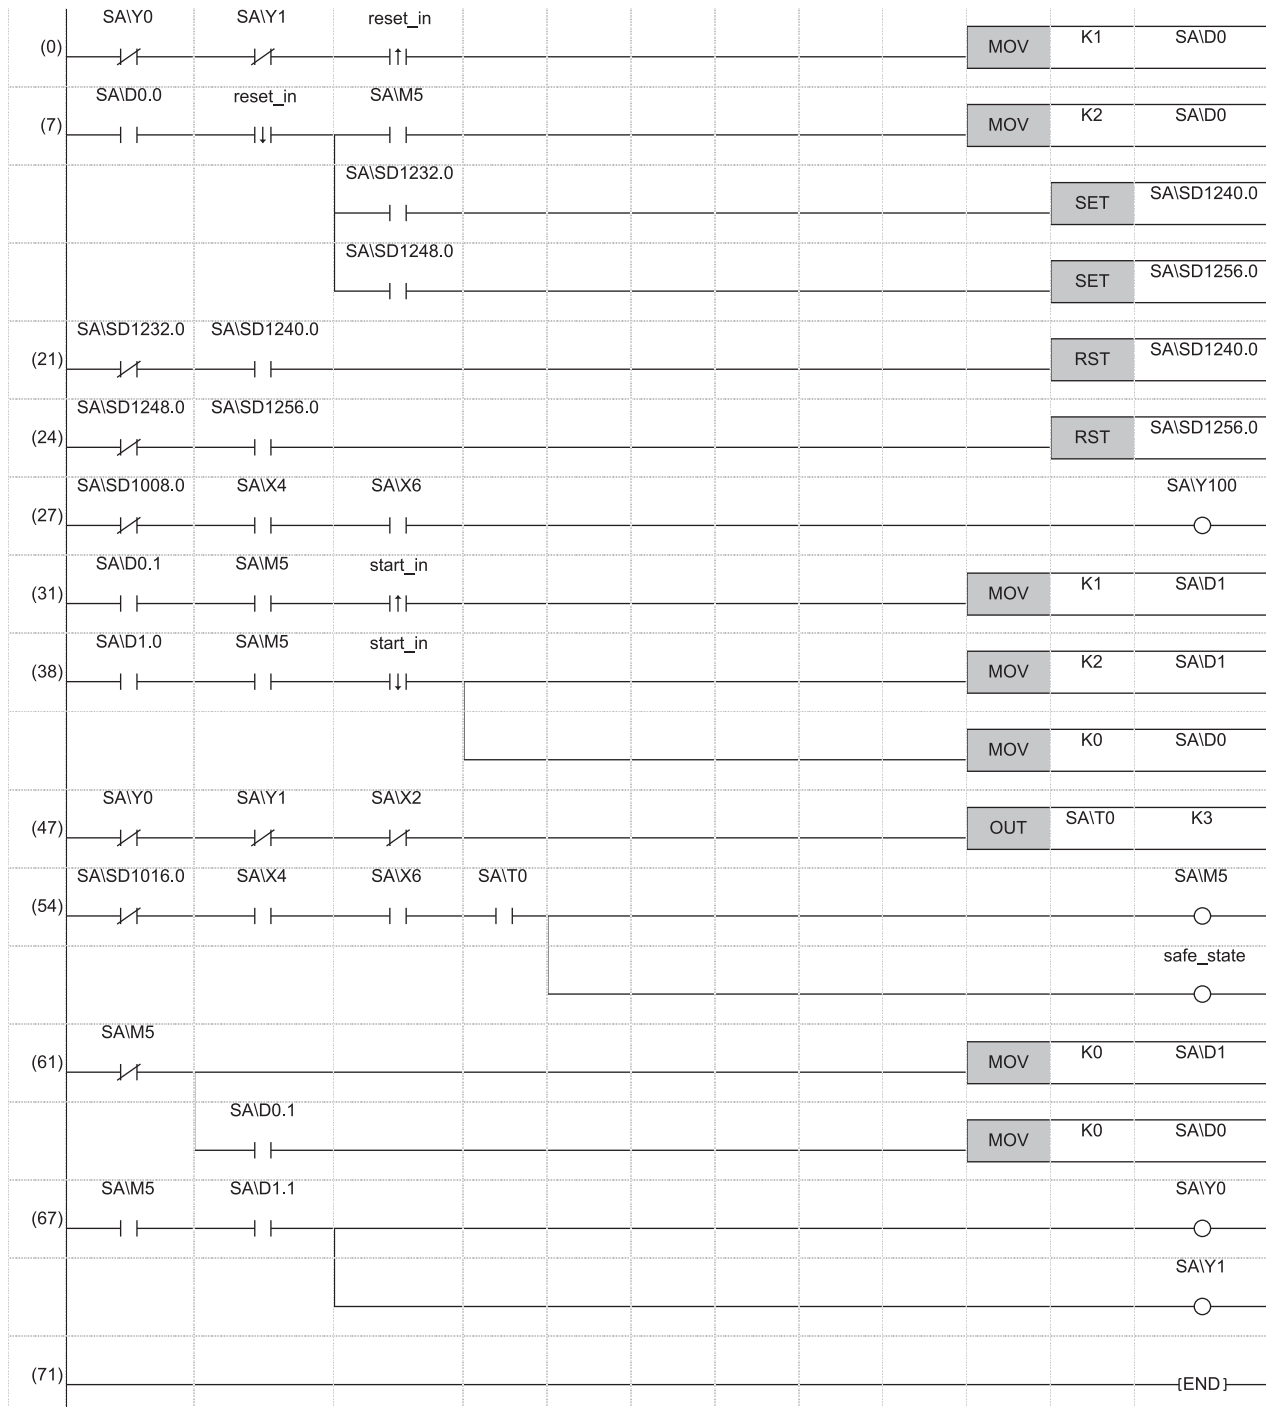 SA\Y0 SA\Y1 reset_in
(0) MOV K1 SA\D0
SA\D0.0 reset_in SA\M5
(7) MOV K2 SA\D0
SA\SD1232.0
SET SA\SD1240.0
SA\SD1248.0
SET SA\SD1256.0
SA\SD1232.0 SA\SD1240.0
(21) RST SA\SD1240.0
SA\SD1248.0 SA\SD1256.0
(24) RST SA\SD1256.0
SA\SD1008.0 SA\X4 SA\X6 SA\Y100
(27)
SA\D0.1 SA\M5 start_in
(31) MOV K1 SA\D1
SA\D1.0 SA\M5 start_in
(38) MOV K2 SA\D1
MOV K0 SA\D0
SA\Y0 SA\Y1 SA\X2
(47) OUT SA\T0 K3
SA\SD1016.0 SA\X4 SA\X6 SA\T0 SA\M5
(54)
safe_state
SA\M5
(61) MOV K0 SA\D1
SA\D0.1
MOV K0 SA\D0
SA\M5 SA\D1.1 SA\Y0
(67)
SA\Y1
(71) [END]